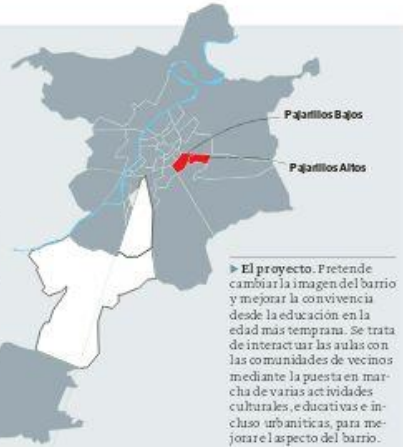 Pajarillos Bajos
Pajarillos Altos
▶ El proyecto. Pretende
cambiar la imagen del barrio
y mejorar la convivencia
desde la educación en la
edad más temprana. Se trata
de interactuar las aulas con
las comunidades de vecinos
mediante la puesta en mar-
cha de varias actividades
culturales, educativas e in-
cluso urbaníticas, para me-
jorar el aspecto del barrio.